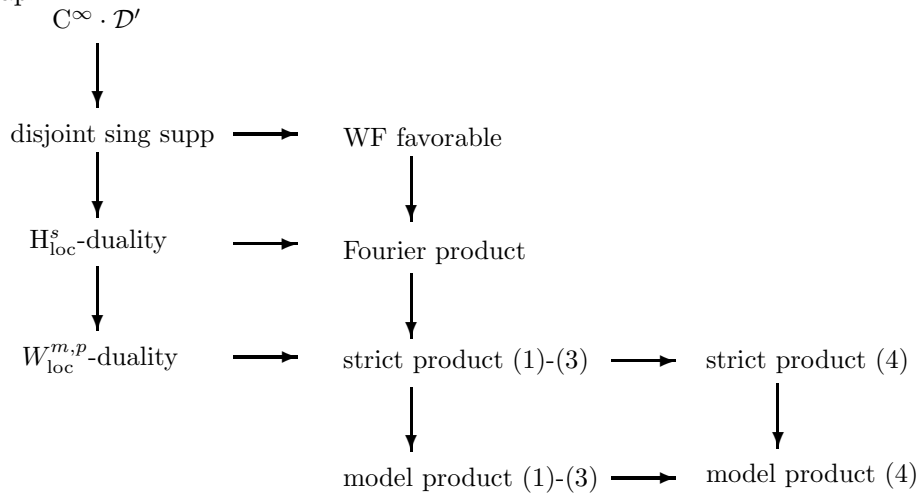 C∞ · 𝒟′
disjoint sing supp WF favorable
H^s_loc-duality Fourier product
W^{m,p}_loc-duality strict product (1)-(3) strict product (4)
model product (1)-(3) model product (4)